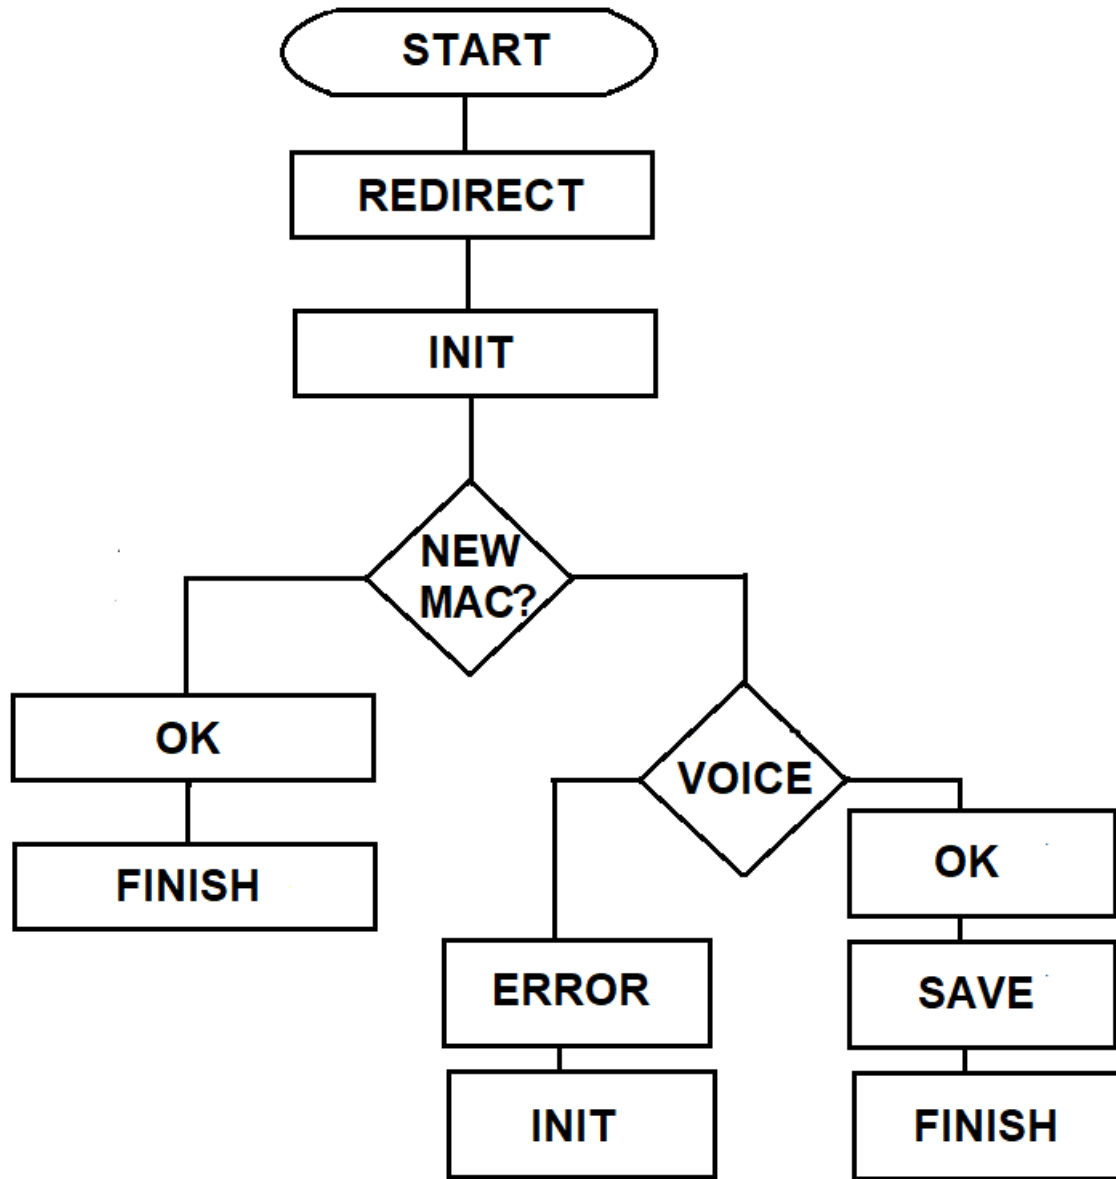 START
REDIRECT
INIT
NEW
MAC?
OK
FINISH
VOICE
ERROR
INIT
OK
SAVE
FINISH